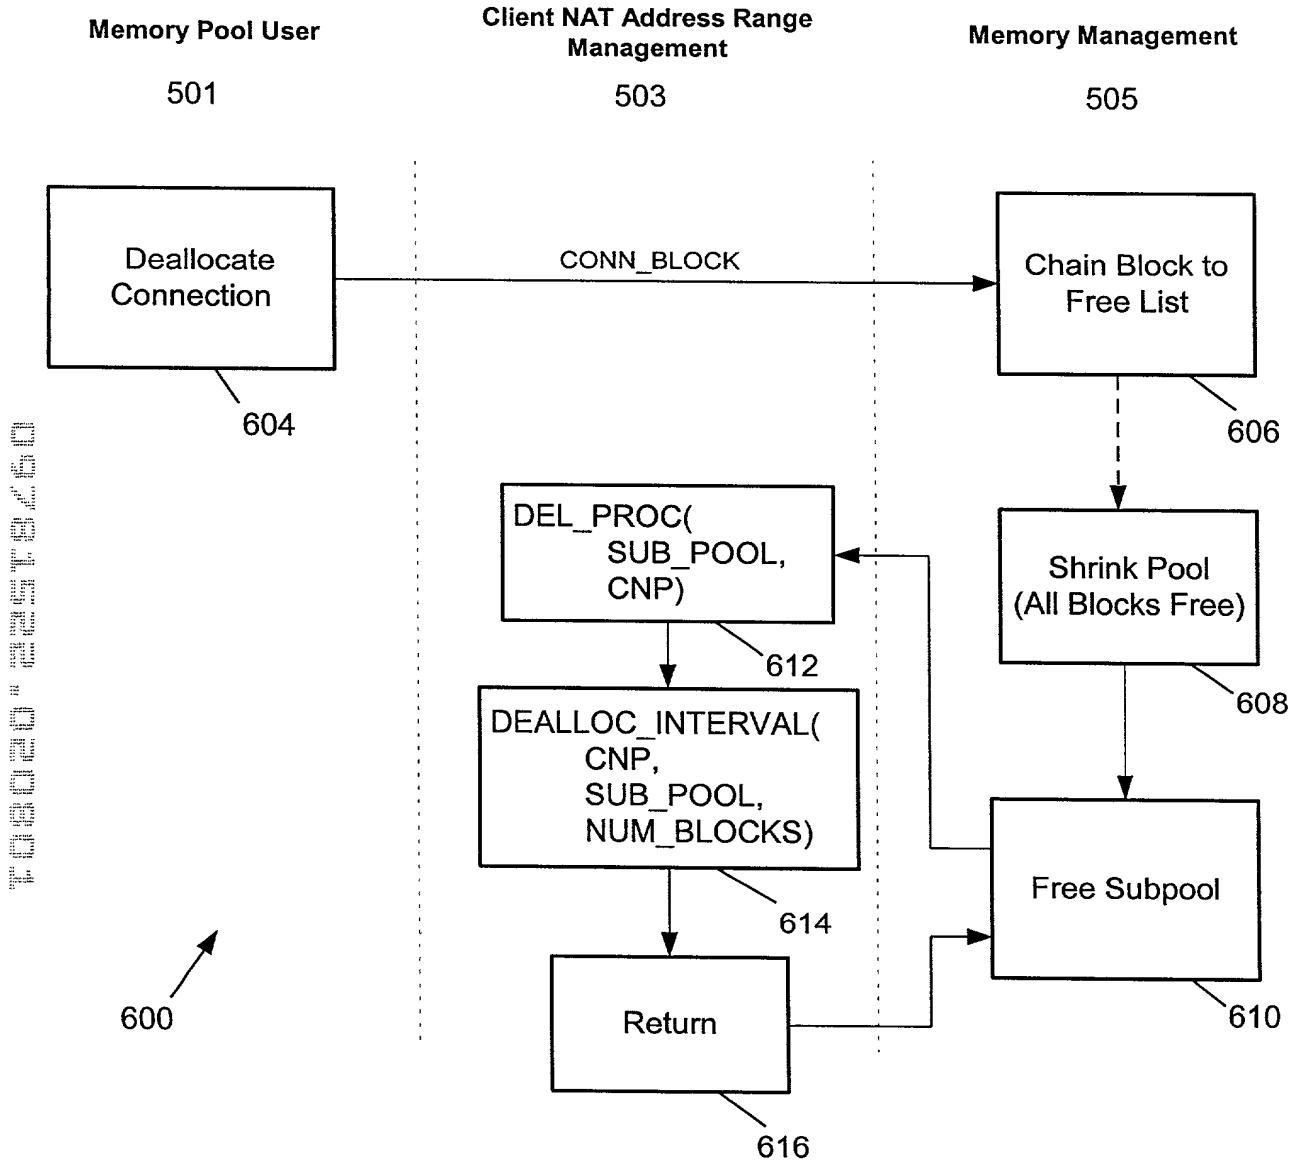 Memory Pool User
501
Client NAT Address Range
Management
503
Memory Management
505
Deallocate
Connection
604
CONN_BLOCK
Chain Block to
Free List
606
DEL_PROC(
SUB_POOL,
CNP)
612
Shrink Pool
(All Blocks Free)
608
DEALLOC_INTERVAL(
CNP,
SUB_POOL,
NUM_BLOCKS)
614
Free Subpool
610
Return
616
600
09781522.020801